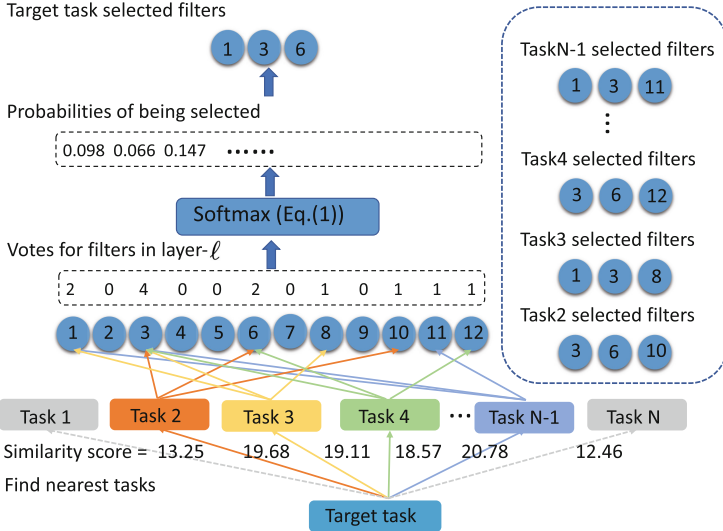 Target task selected filters
1 3 6
Probabilities of being selected
0.098 0.066 0.147 ......
Softmax (Eq.(1))
Votes for filters in layer-ℓ
2 0 4 0 0 2 0 1 0 1 1 1
1 2 3 4 5 6 7 8 9 10 11 12
Task 1 Task 2 Task 3 Task 4 ... Task N-1 Task N
Similarity score = 13.25 19.68 19.11 18.57 20.78 12.46
Find nearest tasks
Target task
TaskN-1 selected filters
1 3 11
⋮
Task4 selected filters
3 6 12
Task3 selected filters
1 3 8
Task2 selected filters
3 6 10